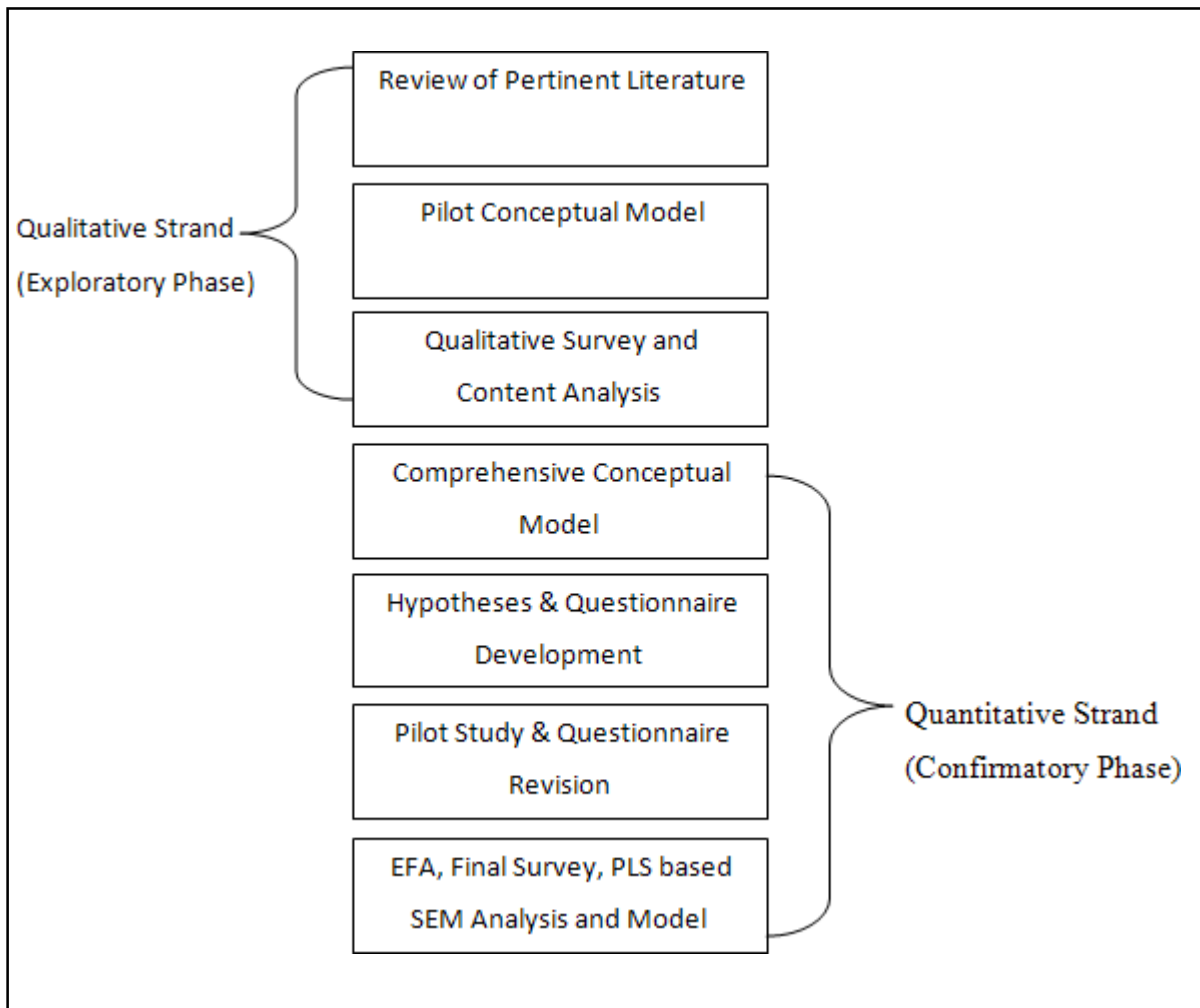 Review of Pertinent Literature
Pilot Conceptual Model
Qualitative Strand
(Exploratory Phase)
Qualitative Survey and
Content Analysis
Comprehensive Conceptual
Model
Hypotheses & Questionnaire
Development
Pilot Study & Questionnaire
Revision
Quantitative Strand
(Confirmatory Phase)
EFA, Final Survey, PLS based
SEM Analysis and Model